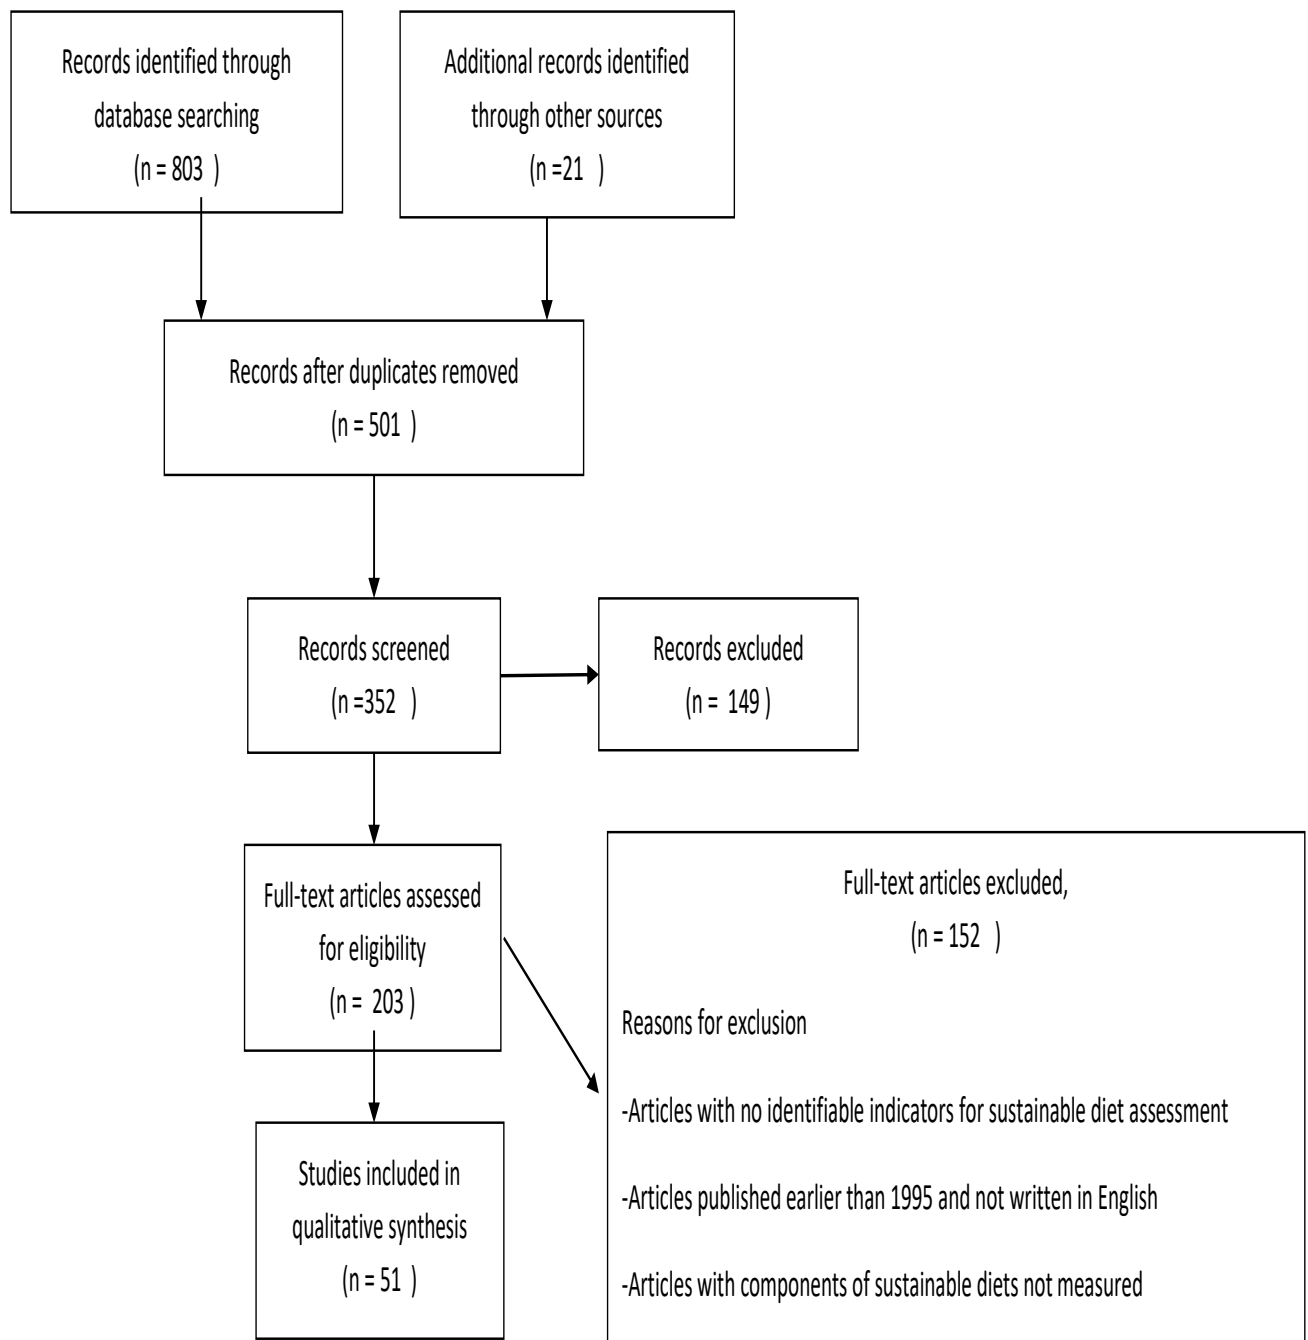 Records identified through
database searching
(n = 803 )
Additional records identified
through other sources
(n =21 )
Records after duplicates removed
(n = 501 )
Records screened
(n =352 )
Records excluded
(n = 149 )
Full-text articles assessed
for eligibility
(n = 203 )
Full-text articles excluded,
(n = 152 )
Reasons for exclusion
-Articles with no identifiable indicators for sustainable diet assessment
-Articles published earlier than 1995 and not written in English
-Articles with components of sustainable diets not measured
Studies included in
qualitative synthesis
(n = 51 )